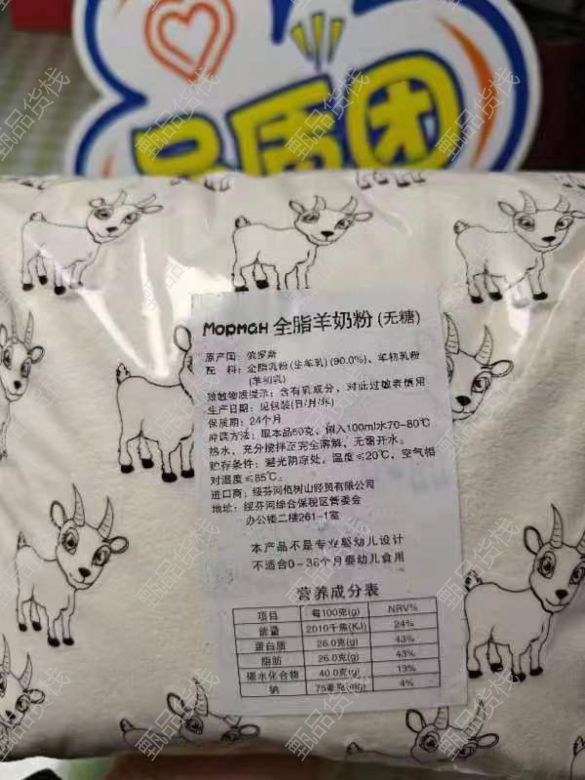 品质团
Mорман 全脂羊奶粉(无糖)
原产国：俄罗斯
配　料：全脂乳粉(生羊乳)(90.0%)、羊初乳粉
(羊初乳)
致敏物质提示：含有乳成分，对此过敏者慎用
生产日期：见包装(日/月/年)
保质期：24个月
冲调方法：取本品50克，倒入100ml水70-80℃
热水，充分搅拌至完全溶解，无需开水。
贮存条件：避光阴凉处，温度≤20℃，空气相
对湿度≤85℃。
进口商：绥芬河佰树山经贸有限公司
地址：绥芬河综合保税区管委会
办公楼二楼261-1室
本产品不是专业婴幼儿设计
不适合0-36个月婴幼儿食用
营养成分表
项目 每100克(g) NRV%
能量 2010千焦(KJ) 24%
蛋白质 26.0克(g) 43%
脂肪 26.0克(g) 43%
碳水化合物 40.0克(g) 13%
钠 75毫克(mg) 4%
甄品货栈